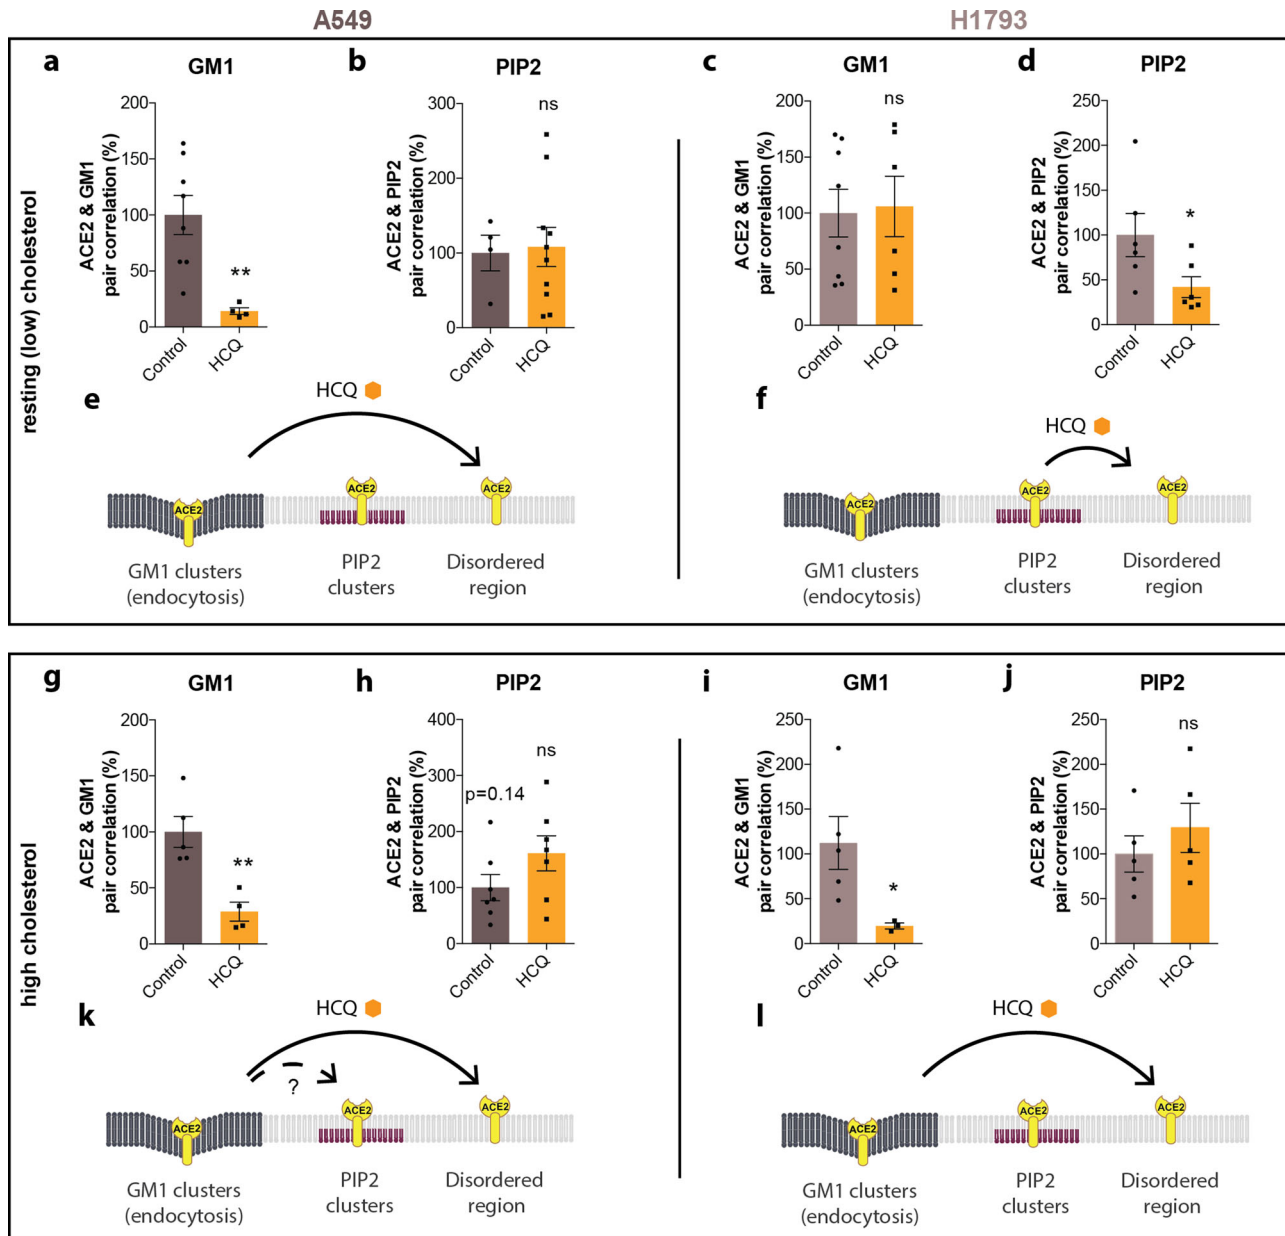 A549
H1793
resting (low) cholesterol
a
GM1
ACE2 & GM1
pair correlation (%)
200
150
100
50
0
**
Control
HCQ
b
PIP2
ACE2 & PIP2
pair correlation (%)
300
200
100
0
ns
Control
HCQ
c
GM1
ACE2 & GM1
pair correlation (%)
200
150
100
50
0
ns
Control
HCQ
d
PIP2
ACE2 & PIP2
pair correlation (%)
250
200
150
100
50
0
*
Control
HCQ
e
HCQ
ACE2
ACE2
ACE2
GM1 clusters
(endocytosis)
PIP2
clusters
Disordered
region
f
HCQ
ACE2
ACE2
ACE2
GM1 clusters
(endocytosis)
PIP2
clusters
Disordered
region
high cholesterol
g
GM1
ACE2 & GM1
pair correlation (%)
200
150
100
50
0
**
Control
HCQ
h
PIP2
ACE2 & PIP2
pair correlation (%)
400
300
200
100
0
p=0.14
ns
Control
HCQ
i
GM1
ACE2 & GM1
pair correlation (%)
250
200
150
100
50
0
*
Control
HCQ
j
PIP2
ACE2 & PIP2
pair correlation (%)
250
200
150
100
50
0
ns
Control
HCQ
k
HCQ
?
ACE2
ACE2
ACE2
GM1 clusters
(endocytosis)
PIP2
clusters
Disordered
region
l
HCQ
ACE2
ACE2
ACE2
GM1 clusters
(endocytosis)
PIP2
clusters
Disordered
region